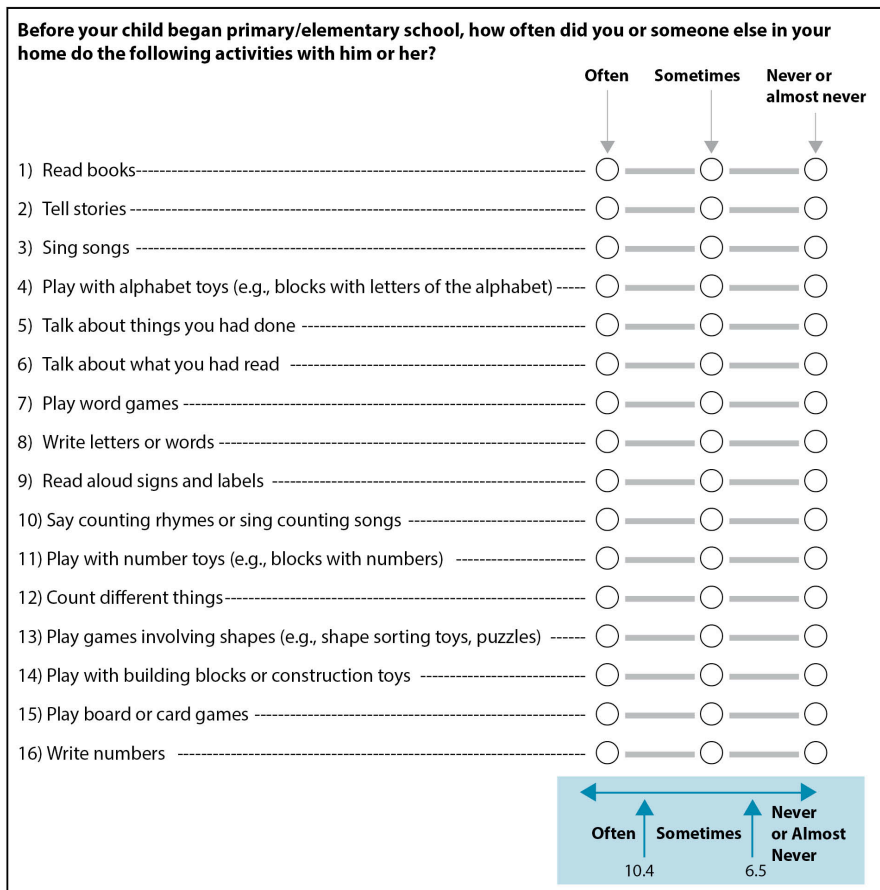 Before your child began primary/elementary school, how often did you or someone else in your
home do the following activities with him or her?
Often Sometimes Never or
almost never
1) Read books
2) Tell stories
3) Sing songs
4) Play with alphabet toys (e.g., blocks with letters of the alphabet)
5) Talk about things you had done
6) Talk about what you had read
7) Play word games
8) Write letters or words
9) Read aloud signs and labels
10) Say counting rhymes or sing counting songs
11) Play with number toys (e.g., blocks with numbers)
12) Count different things
13) Play games involving shapes (e.g., shape sorting toys, puzzles)
14) Play with building blocks or construction toys
15) Play board or card games
16) Write numbers
Often Sometimes Never
or Almost
Never
10.4 6.5